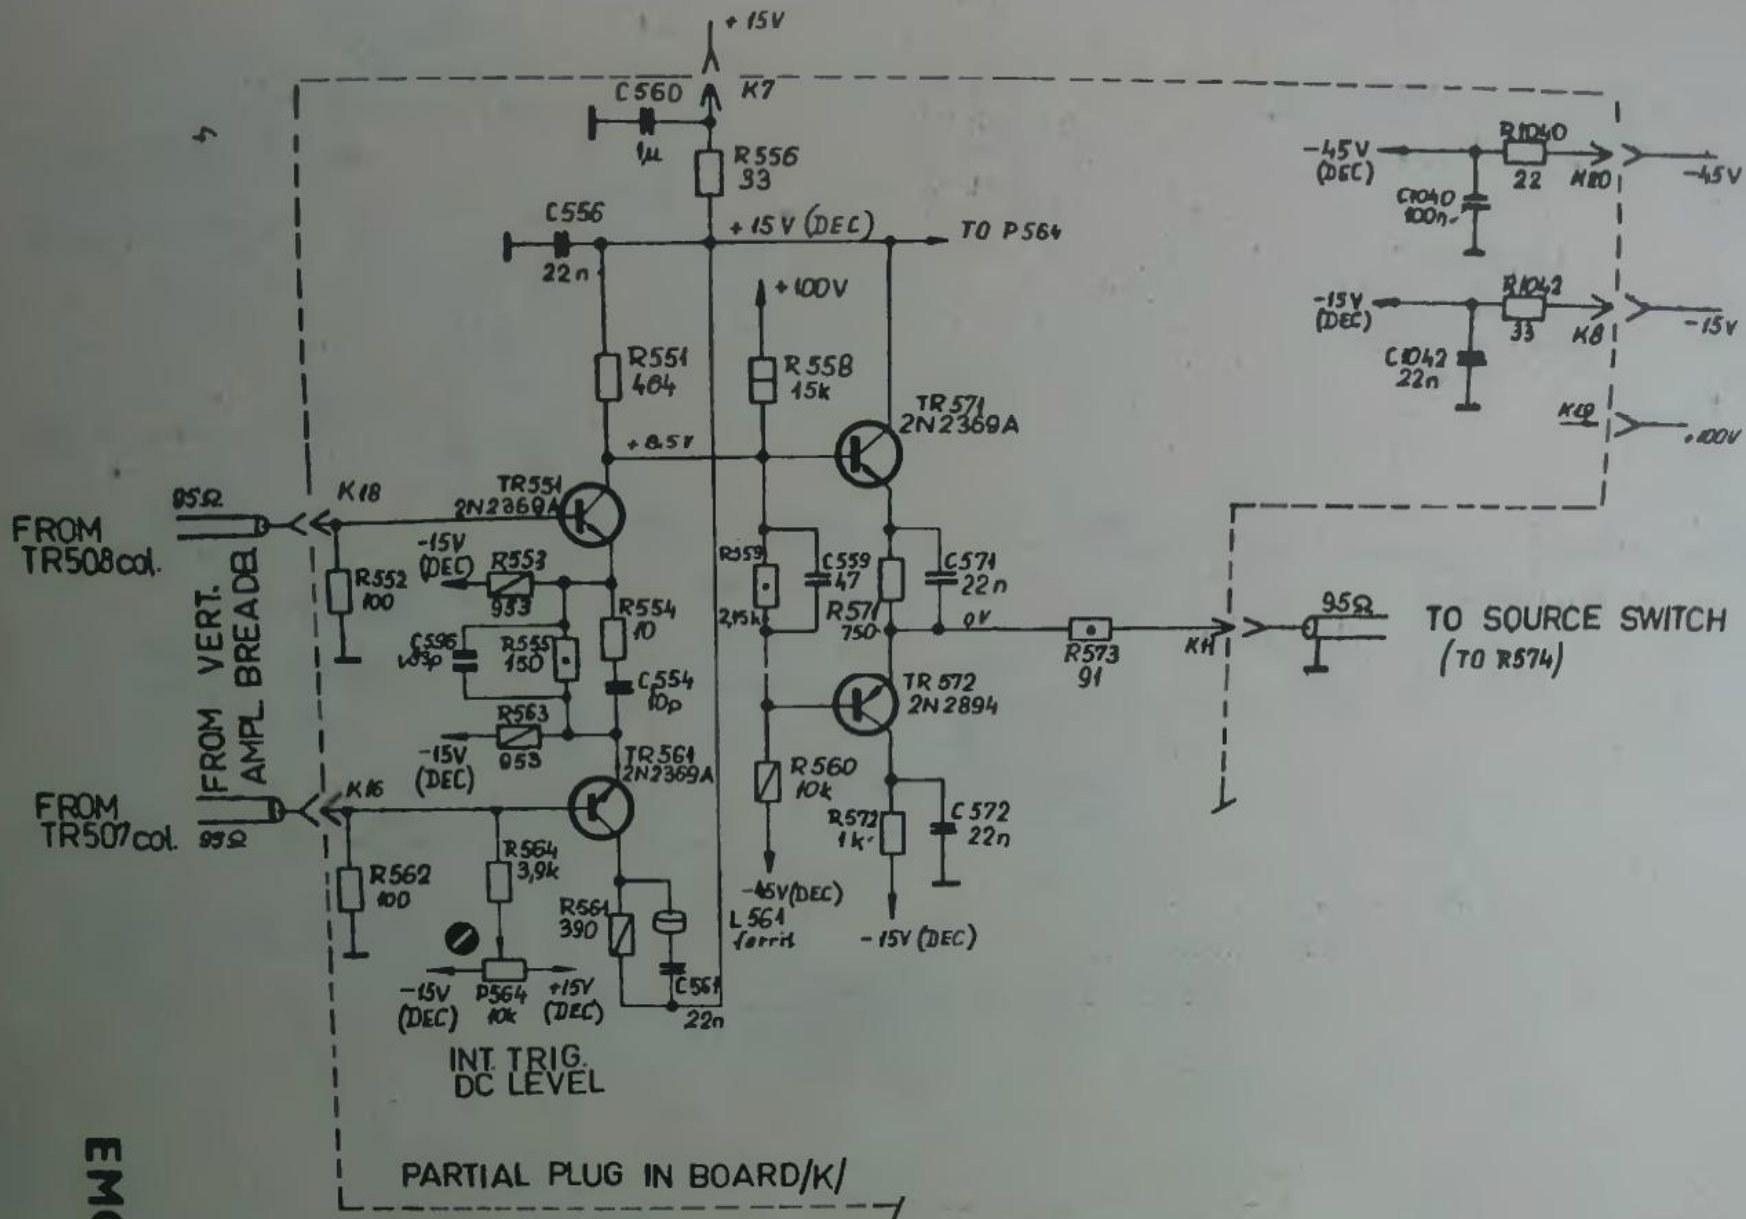 +15V
K7
C560
1µ
R556
33
C556
22n
+15V (DEC)
TO P564
+100V
R551
464
R558
15k
TR571
2N2369A
+8.5V
-45V
(DEC)
R1040
22
K20
-45V
C1040
100n
-15V
(DEC)
R1042
33
K8
-15V
C1042
22n
K19
+100V
95Ω
K18
FROM
TR508col.
TR551
2N2369A
R552
100
-15V
(DEC)
R553
953
R554
10
R555
150
C554
10p
R563
953
-15V
(DEC)
R559
2,15k
C559
47
R571
750
C571
22n
0V
R573
91
K11
95Ω
TO SOURCE SWITCH
(TO R574)
TR572
2N2894
FROM VERT.
AMPL. BREADB.
FROM
TR507col.
95Ω
K16
TR561
2N2369A
R562
100
R564
3,9k
R560
10k
R572
1k
C572
22n
R561
390
-45V(DEC)
L561
ferrit
-15V (DEC)
-15V
(DEC)
P564
10k
+15V
(DEC)
C561
22n
INT. TRIG.
DC LEVEL
PARTIAL PLUG IN BOARD/K/